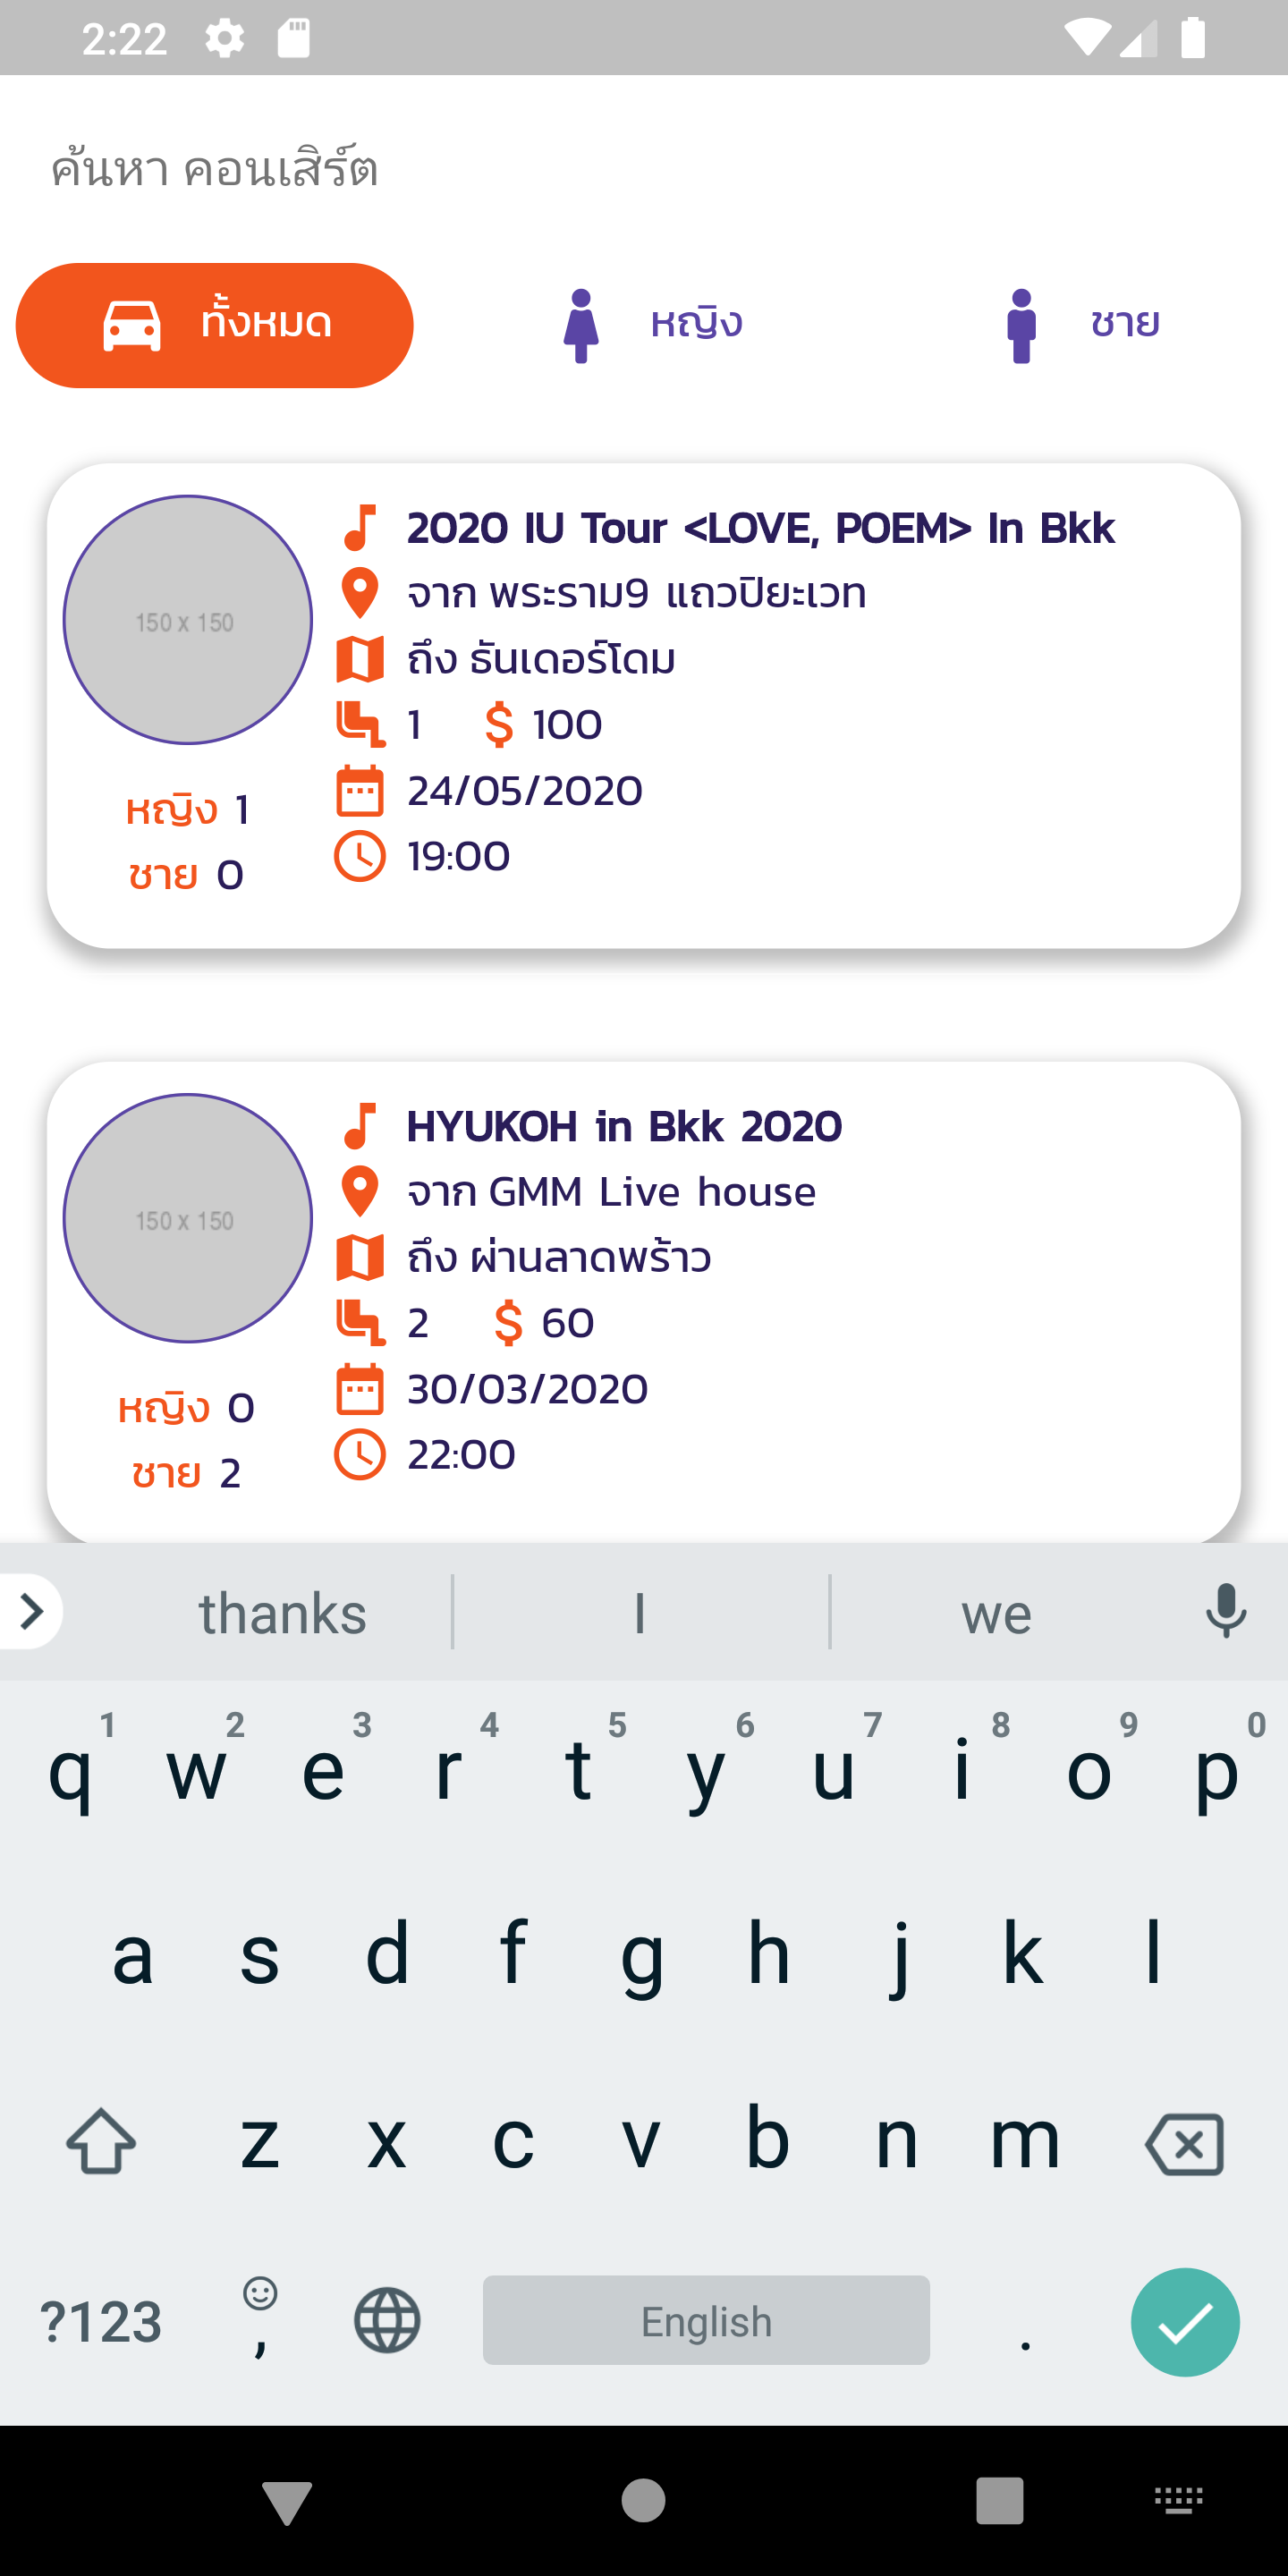 2:22
ค้นหา คอนเสิร์ต
ทั้งหมด หญิง ชาย
150 x 150
หญิง 1
ชาย 0
2020 IU Tour <LOVE, POEM> In Bkk
จาก พระราม9 แถวปิยะเวท
ถึง ธันเดอร์โดม
1 $ 100
24/05/2020
19:00
150 x 150
หญิง 0
ชาย 2
HYUKOH in Bkk 2020
จาก GMM Live house
ถึง ผ่านลาดพร้าว
2 $ 60
30/03/2020
22:00
thanks I we
1 2 3 4 5 6 7 8 9 0
q w e r t y u i o p
a s d f g h j k l
z x c v b n m
?123 , English .